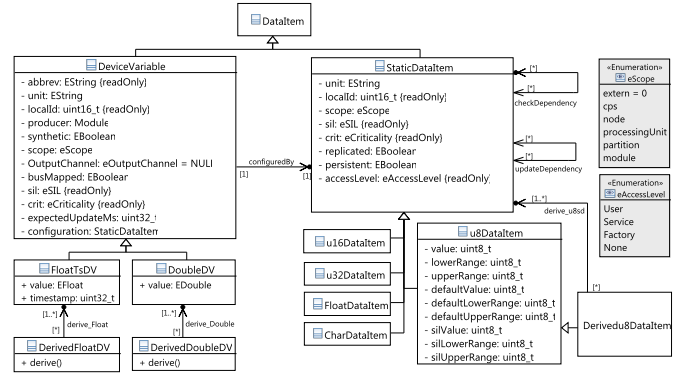 DataItem
DeviceVariable
- abbrev: EString {readOnly}
- unit: EString
- localId: uint16_t {readOnly}
- producer: Module
- synthetic: EBoolean
- scope: eScope
- OutputChannel: eOutputChannel = NULL
- busMapped: EBoolean
- sil: eSIL {readOnly}
- crit: eCriticality {readOnly}
- expectedUpdateMs: uint32_t
- configuration: StaticDataItem
configuredBy
[1]
[1]
StaticDataItem
- unit: EString
- localId: uint16_t {readOnly}
- scope: eScope
- sil: eSIL {readOnly}
- crit: eCriticality {readOnly}
- replicated: EBoolean
- persistent: EBoolean
- accessLevel: eAccessLevel {readOnly}
[*]
checkDependency
[*]
updateDependency
[1..*]
derive_u8sd
[*]
«Enumeration»
eScope
extern = 0
cps
node
processingUnit
partition
module
«Enumeration»
eAccessLevel
User
Service
Factory
None
FloatTsDV
+ value: EFloat
+ timestamp: uint32_t
DoubleDV
+ value: EDouble
[1..*]
derive_Float
[*]
[1..*]
derive_Double
[*]
DerivedFloatDV
+ derive()
DerivedDoubleDV
+ derive()
u16DataItem
u32DataItem
FloatDataItem
CharDataItem
u8DataItem
- value: uint8_t
- lowerRange: uint8_t
- upperRange: uint8_t
- defaultValue: uint8_t
- defaultLowerRange: uint8_t
- defaultUpperRange: uint8_t
- silValue: uint8_t
- silLowerRange: uint8_t
- silUpperRange: uint8_t
Derivedu8DataItem